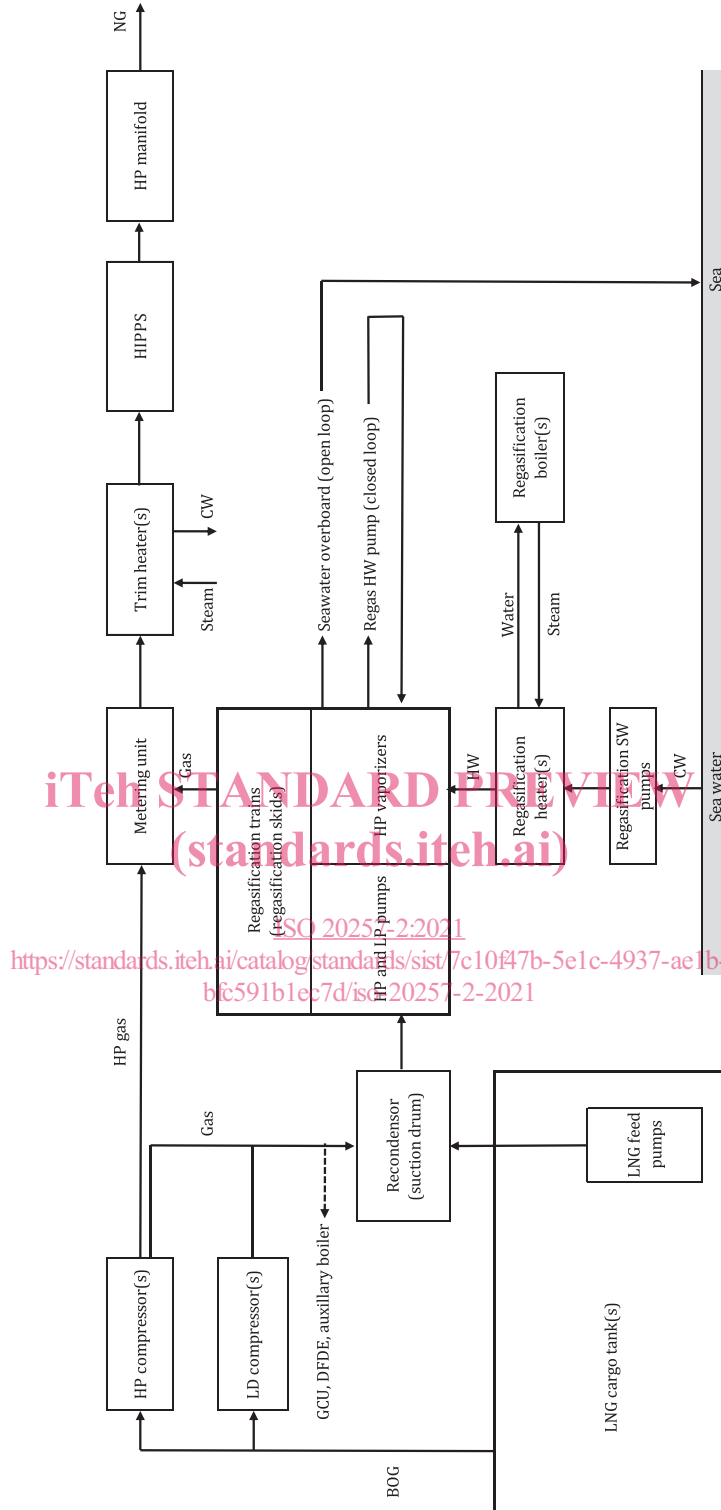 NG
HP manifold
HIPPS
Trim heater(s)
CW
Steam
Metering unit
Gas
HP gas
HP compressor(s)
LD compressor(s)
Gas
GCU, DFDE, auxillary boiler
BOG
Regasification trains
(regasification skids)
HP vaporizers
HP and LP pumps
Seawater overboard (open loop)
Regas HW pump (closed loop)
Regasification
boiler(s)
Water
Steam
HW
Regasification
heater(s)
Regasification SW
pumps
CW
Sea water
Sea
Recondensor
(suction drum)
LNG feed
pumps
LNG cargo tank(s)
iTeh STANDARD PREVIEW
(standards.iteh.ai)
ISO 20257-2:2021
https://standards.iteh.ai/catalog/standards/sist/7c10f47b-5e1c-4937-ae1b-
bfc591b1ec7d/iso-20257-2-2021